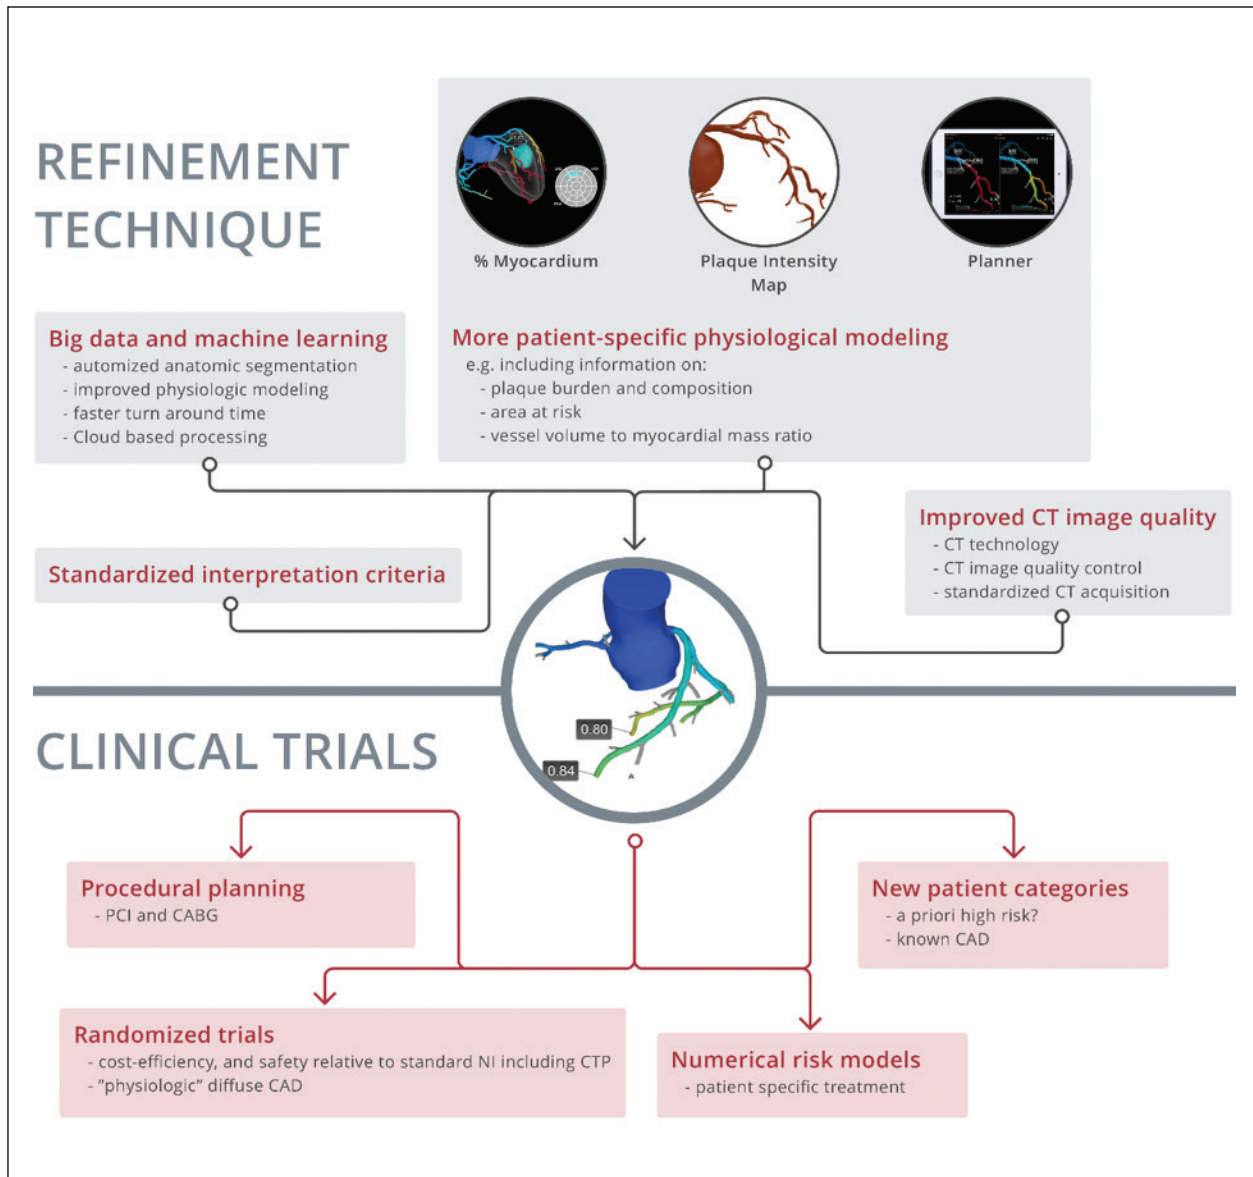 REFINEMENT
TECHNIQUE
% Myocardium
Plaque Intensity
Map
Planner
Big data and machine learning
- automized anatomic segmentation
- improved physiologic modeling
- faster turn around time
- Cloud based processing
More patient-specific physiological modeling
e.g. including information on:
- plaque burden and composition
- area at risk
- vessel volume to myocardial mass ratio
Improved CT image quality
- CT technology
- CT image quality control
- standardized CT acquisition
Standardized interpretation criteria
0.80
0.84
A
CLINICAL TRIALS
Procedural planning
- PCI and CABG
New patient categories
- a priori high risk?
- known CAD
Randomized trials
- cost-efficiency, and safety relative to standard NI including CTP
- "physiologic" diffuse CAD
Numerical risk models
- patient specific treatment